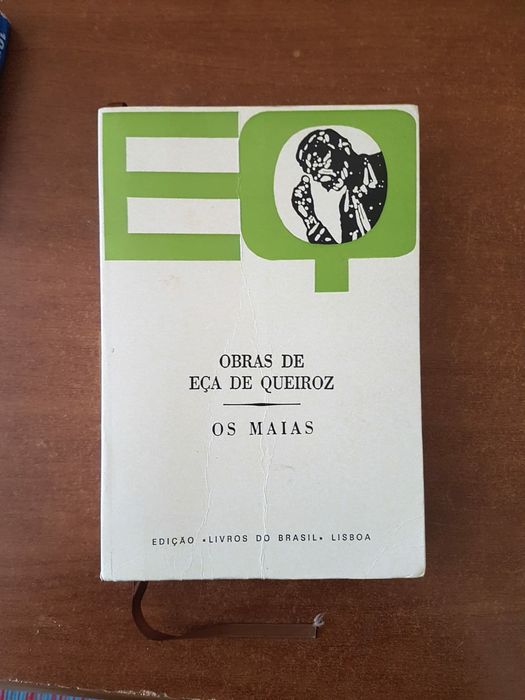 EQ
OBRAS DE
EÇA DE QUEIROZ
OS MAIAS
EDIÇÃO •LIVROS DO BRASIL• LISBOA